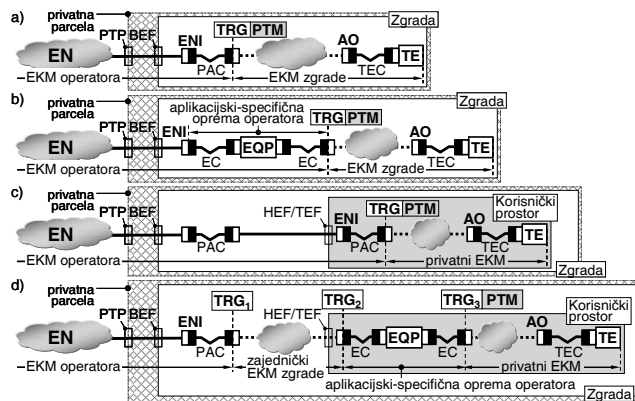 a)
privatna
parcela
Zgrada
PTP BEF
ENI
TRG PTM
AO
EN
PAC
TEC
TE
EKM operatora
EKM zgrade
b)
privatna
parcela
aplikacijski-specifična
oprema operatora
Zgrada
PTP BEF
ENI
TRG PTM
AO
EN
EC
EQP
EC
TEC
TE
EKM operatora
EKM zgrade
c)
privatna
parcela
Korisnički
prostor
PTP BEF
HEF/TEF
ENI
TRG PTM
AO
EN
PAC
PAC
TEC
TE
EKM operatora
privatni EKM
Zgrada
d)
privatna
parcela
TRG1
TRG2
TRG3 PTM
Korisnički
prostor
PTP BEF
ENI
HEF/TEF
AO
EN
PAC
EC
EQP
EC
TEC
TE
EKM operatora
zajednički
EKM zgrade
privatni EKM
aplikacijski-specifična oprema operatora
Zgrada